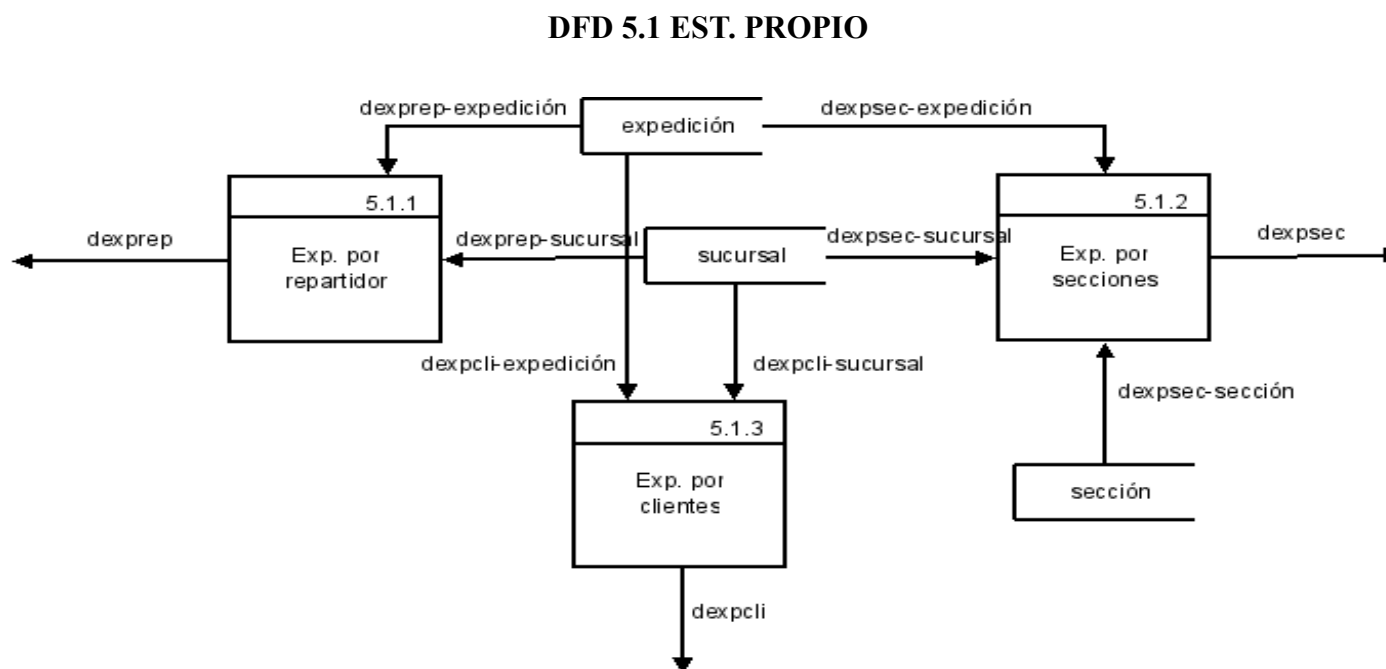 DFD 5.1 EST. PROPIO
dexprep-expedición
expedición
dexpsec-expedición
5.1.1
5.1.2
dexprep
Exp. por
repartidor
dexprep-sucursal
sucursal
dexpsec-sucursal
Exp. por
secciones
dexpsec
dexpcli-expedición
dexpcli-sucursal
dexpsec-sección
5.1.3
Exp. por
clientes
sección
dexpcli